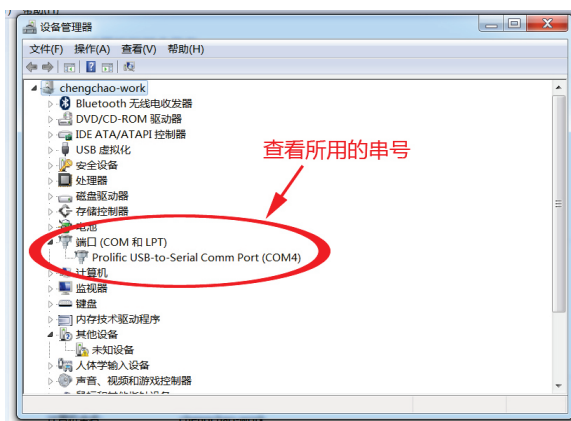 设备管理器
文件(F) 操作(A) 查看(V) 帮助(H)
chengchao-work
Bluetooth 无线电收发器
DVD/CD-ROM 驱动器
IDE ATA/ATAPI 控制器
USB 虚拟化
查看所用的串号
安全设备
处理器
磁盘驱动器
存储控制器
电池
端口 (COM 和 LPT)
Prolific USB-to-Serial Comm Port (COM4)
计算机
监视器
键盘
内存技术驱动程序
其他设备
未知设备
人体学输入设备
声音、视频和游戏控制器